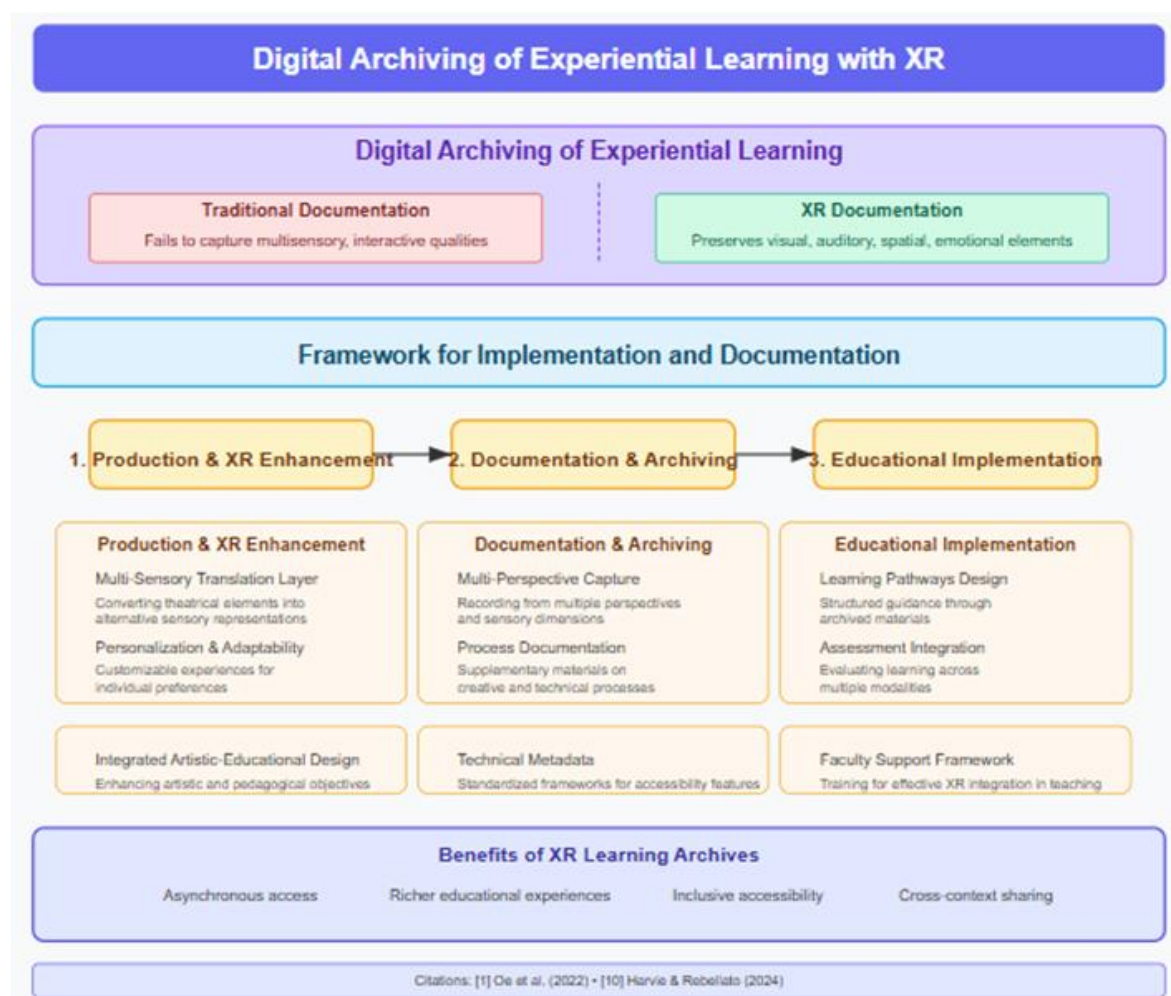 Digital Archiving of Experiential Learning with XR
Digital Archiving of Experiential Learning
Traditional Documentation
Fails to capture multisensory, interactive qualities
XR Documentation
Preserves visual, auditory, spatial, emotional elements
Framework for Implementation and Documentation
1. Production & XR Enhancement
2. Documentation & Archiving
3. Educational Implementation
Production & XR Enhancement
Multi-Sensory Translation Layer
Converting theatrical elements into
alternative sensory representations
Personalization & Adaptability
Customizable experiences for
individual preferences
Documentation & Archiving
Multi-Perspective Capture
Recording from multiple perspectives
and sensory dimensions
Process Documentation
Supplementary materials on
creative and technical processes
Educational Implementation
Learning Pathways Design
Structured guidance through
archived materials
Assessment Integration
Evaluating learning across
multiple modalities
Integrated Artistic-Educational Design
Enhancing artistic and pedagogical objectives
Technical Metadata
Standardized frameworks for accessibility features
Faculty Support Framework
Training for effective XR integration in teaching
Benefits of XR Learning Archives
Asynchronous access
Richer educational experiences
Inclusive accessibility
Cross-context sharing
Citations: [1] Oe et al. (2022) • [10] Harvie & Rebellato (2024)